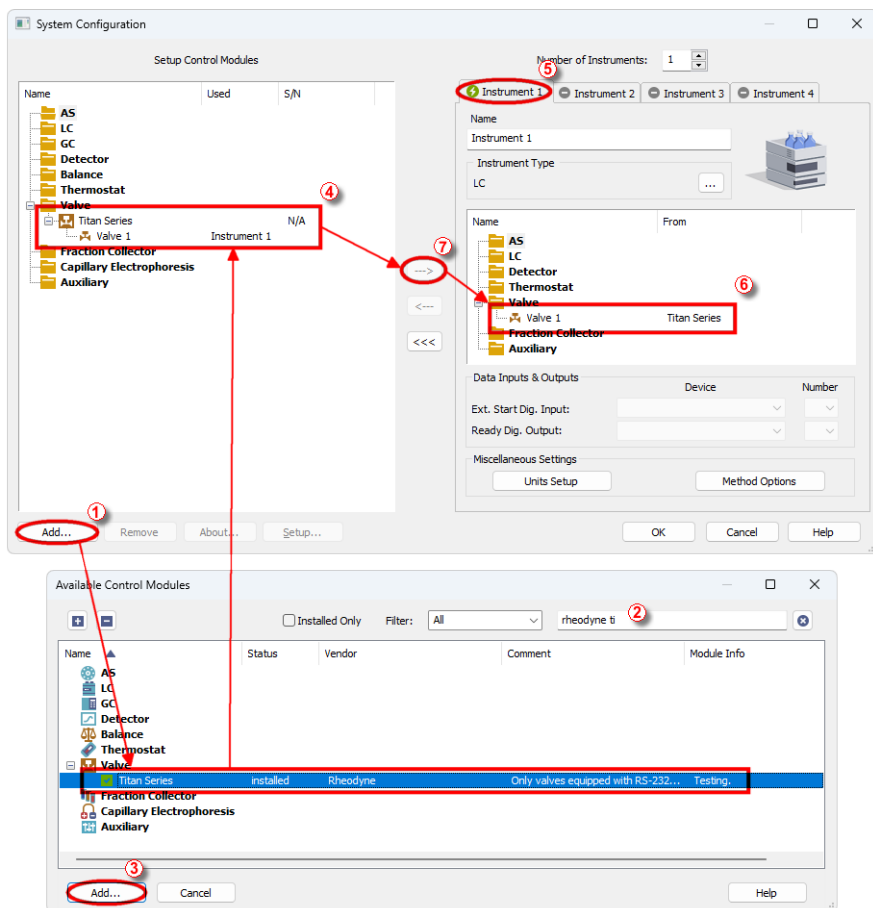 System Configuration
Setup Control Modules
Number of Instruments: 1
⑤
Name Used S/N
Instrument 1 Instrument 2 Instrument 3 Instrument 4
AS
LC
GC
Detector
Balance
Thermostat
Valve
④
Titan Series N/A
Valve 1 Instrument 1
Fraction Collector
Capillary Electrophoresis
Auxiliary
⑦
--->
<---
<<<
Name
Instrument 1
Instrument Type
LC ...
Name From
AS
LC
Detector
Thermostat
⑥
Valve
Valve 1 Titan Series
Fraction Collector
Auxiliary
Data Inputs & Outputs
Device Number
Ext. Start Dig. Input:
Ready Dig. Output:
Miscellaneous Settings
Units Setup Method Options
①
Add... Remove About... Setup... OK Cancel Help
Available Control Modules
Installed Only Filter: All rheodyne ti ②
Name Status Vendor Comment Module Info
AS
LC
GC
Detector
Balance
Thermostat
Valve
Titan Series installed Rheodyne Only valves equipped with RS-232... Testing.
Fraction Collector
Capillary Electrophoresis
Auxiliary
③
Add... Cancel Help